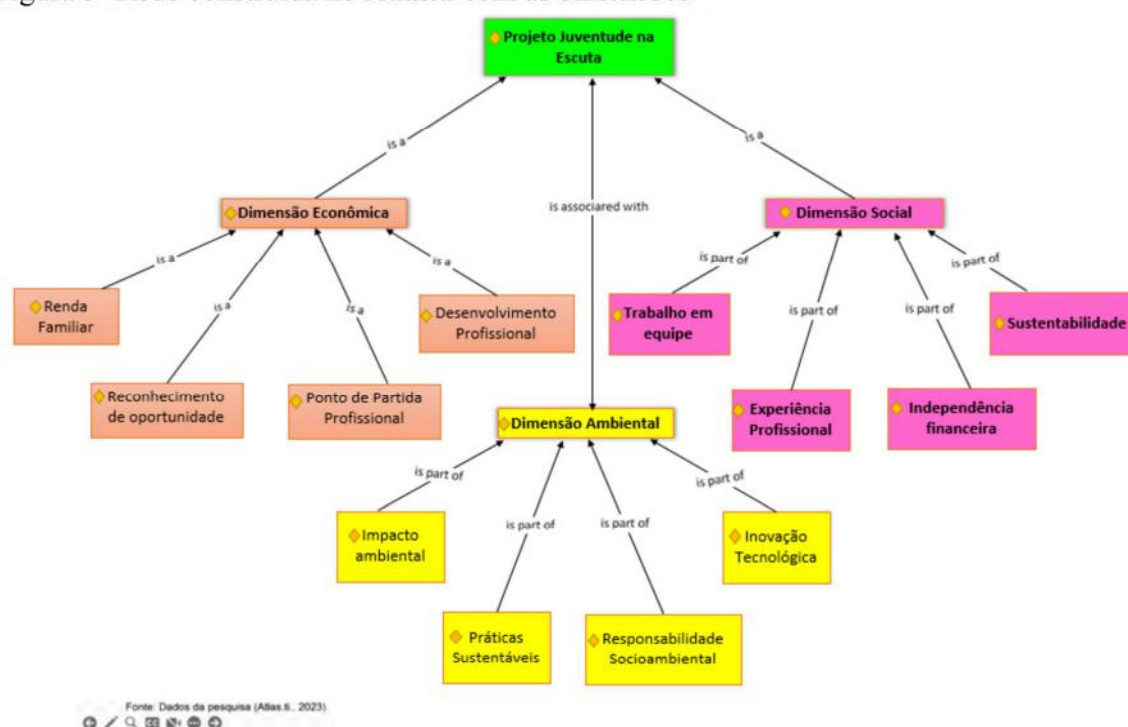 Projeto Juventude na
Escuta
is a
is associared with
is a
Dimensão Econômica
Dimensão Social
is a
is a
is a
is a
is part of
is part of
is part of
is part of
Renda
Familiar
Desenvolvimento
Profissional
Trabalho em
equipe
Sustentabilidade
Reconhecimento
de oportunidade
Ponto de Partida
Profissional
Experiência
Profissional
Independência
financeira
Dimensão Ambiental
is part of
is part of
is part of
is part of
Impacto
ambiental
Inovação
Tecnológica
Práticas
Sustentáveis
Responsabilidade
Socioambiental
Fonte: Dados da pesquisa (Atlas.ti., 2023)